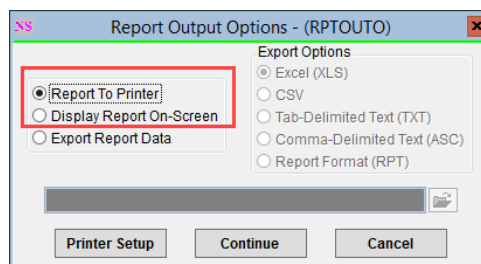 NS Report Output Options - (RPTOUTO) X
Report To Printer
Display Report On-Screen
Export Report Data
Export Options
Excel (XLS)
CSV
Tab-Delimited Text (TXT)
Comma-Delimited Text (ASC)
Report Format (RPT)
Printer Setup Continue Cancel